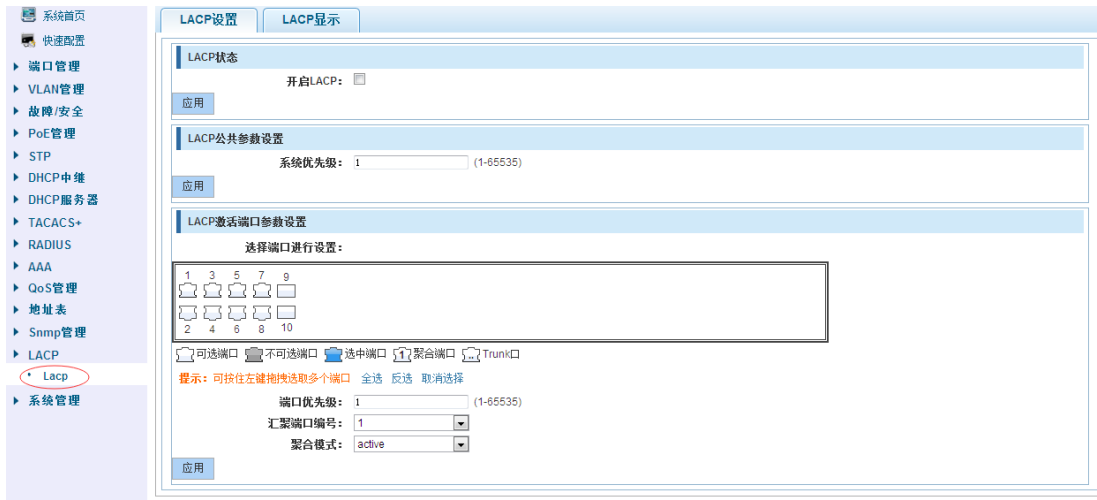 系统首页
快速配置
端口管理
VLAN管理
故障/安全
PoE管理
STP
DHCP中继
DHCP服务器
TACACS+
RADIUS
AAA
QoS管理
地址表
Snmp管理
LACP
Lacp
系统管理
LACP设置 LACP显示
LACP状态
开启LACP：
应用
LACP公共参数设置
系统优先级： 1 (1-65535)
应用
LACP激活端口参数设置
选择端口进行设置：
1 3 5 7 9
2 4 6 8 10
可选端口 不可选端口 选中端口 1 聚合端口 .. Trunk口
提示：可按住左键拖拽选取多个端口 全选 反选 取消选择
端口优先级： 1 (1-65535)
汇聚端口编号： 1
聚合模式： active
应用